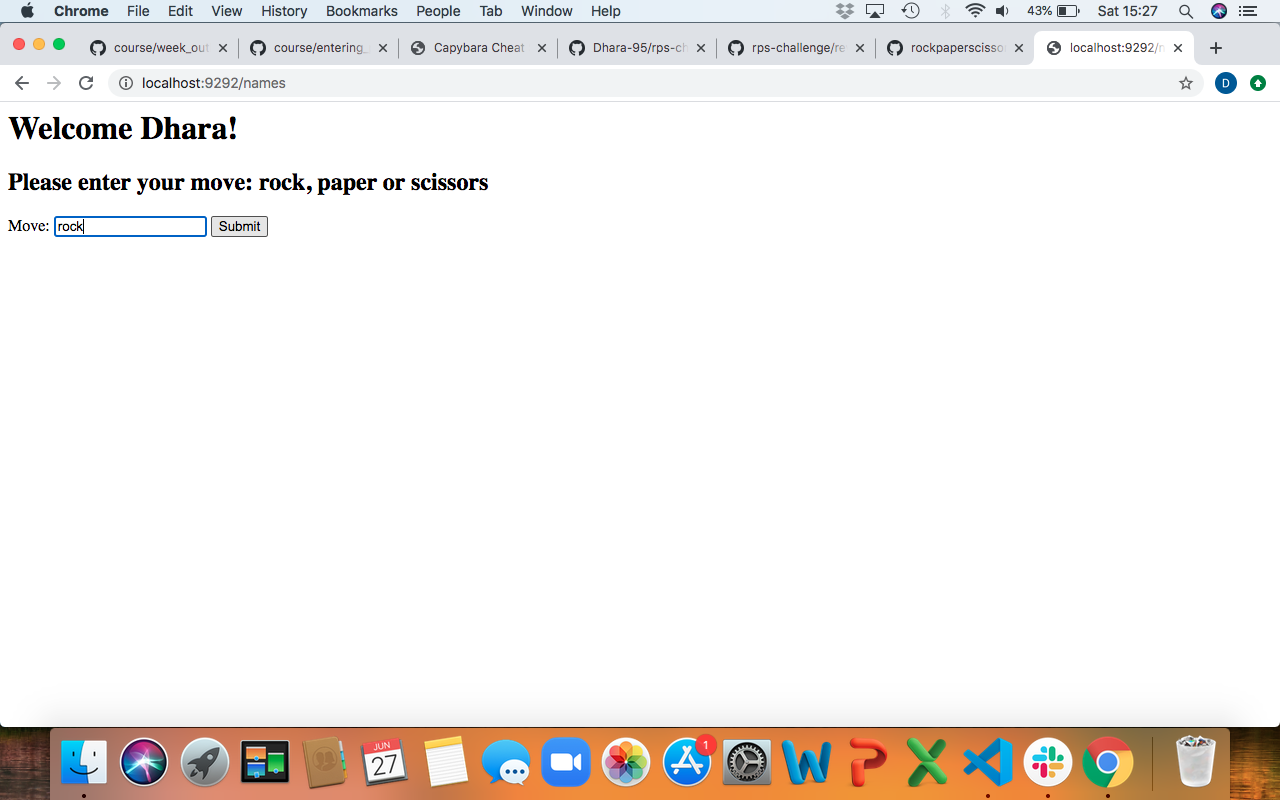 Chrome File Edit View History Bookmarks People Tab Window Help 43% Sat 15:27
course/week_out course/entering_ Capybara Cheat Dhara-95/rps-ch rps-challenge/re rockpaperscisso localhost:9292/n
localhost:9292/names D
Welcome Dhara!
Please enter your move: rock, paper or scissors
Move: rock Submit
JUN
27
1